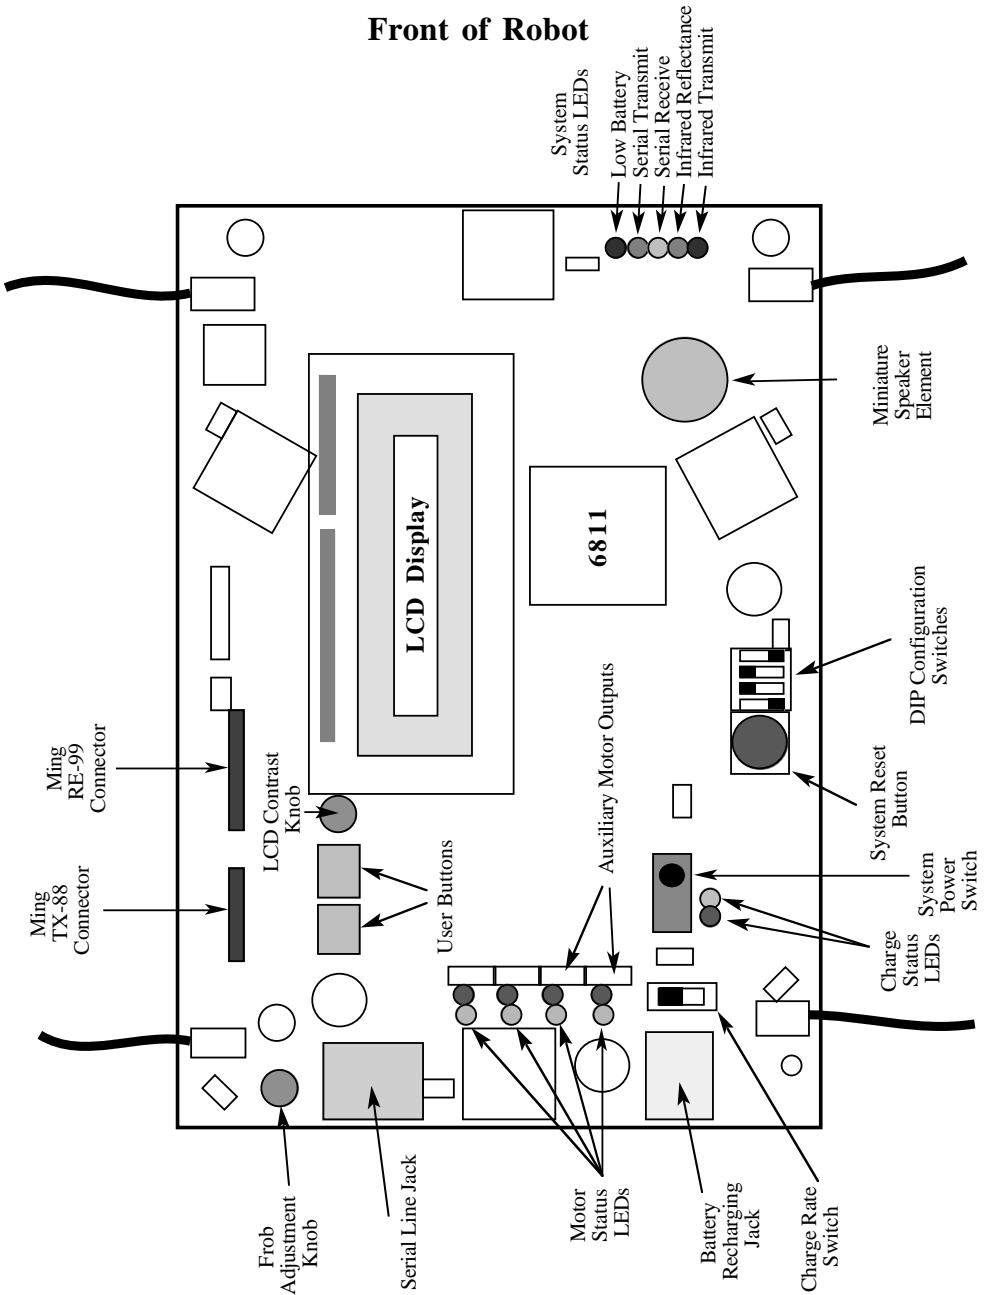 Front of Robot
System
Status LEDs
Low Battery
Serial Transmit
Serial Receive
Infrared Reflectance
Infrared Transmit
Miniature
Speaker
Element
LCD Display
6811
DIP Configuration
Switches
Ming
RE-99
Connector
LCD Contrast
Knob
Auxiliary Motor Outputs
System Reset
Button
Ming
TX-88
Connector
User Buttons
System
Power
Switch
Charge
Status
LEDs
Frob
Adjustment
Knob
Serial Line Jack
Motor
Status
LEDs
Battery
Recharging
Jack
Charge Rate
Switch